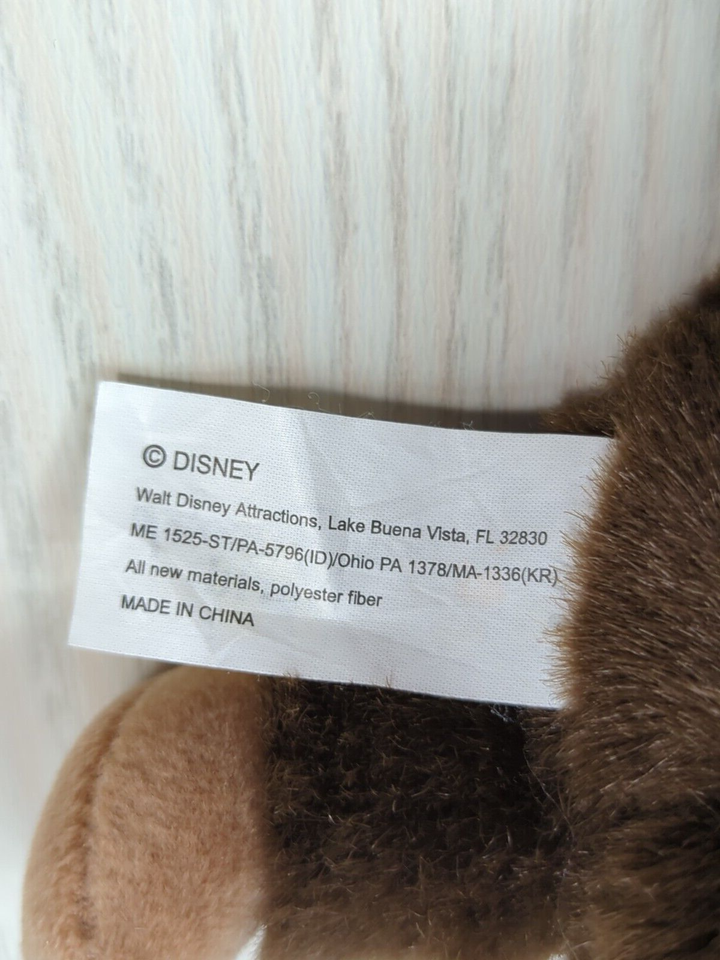 © DISNEY
Walt Disney Attractions, Lake Buena Vista, FL 32830
ME 1525-ST/PA-5796(ID)/Ohio PA 1378/MA-1336(KR)
All new materials, polyester fiber
MADE IN CHINA